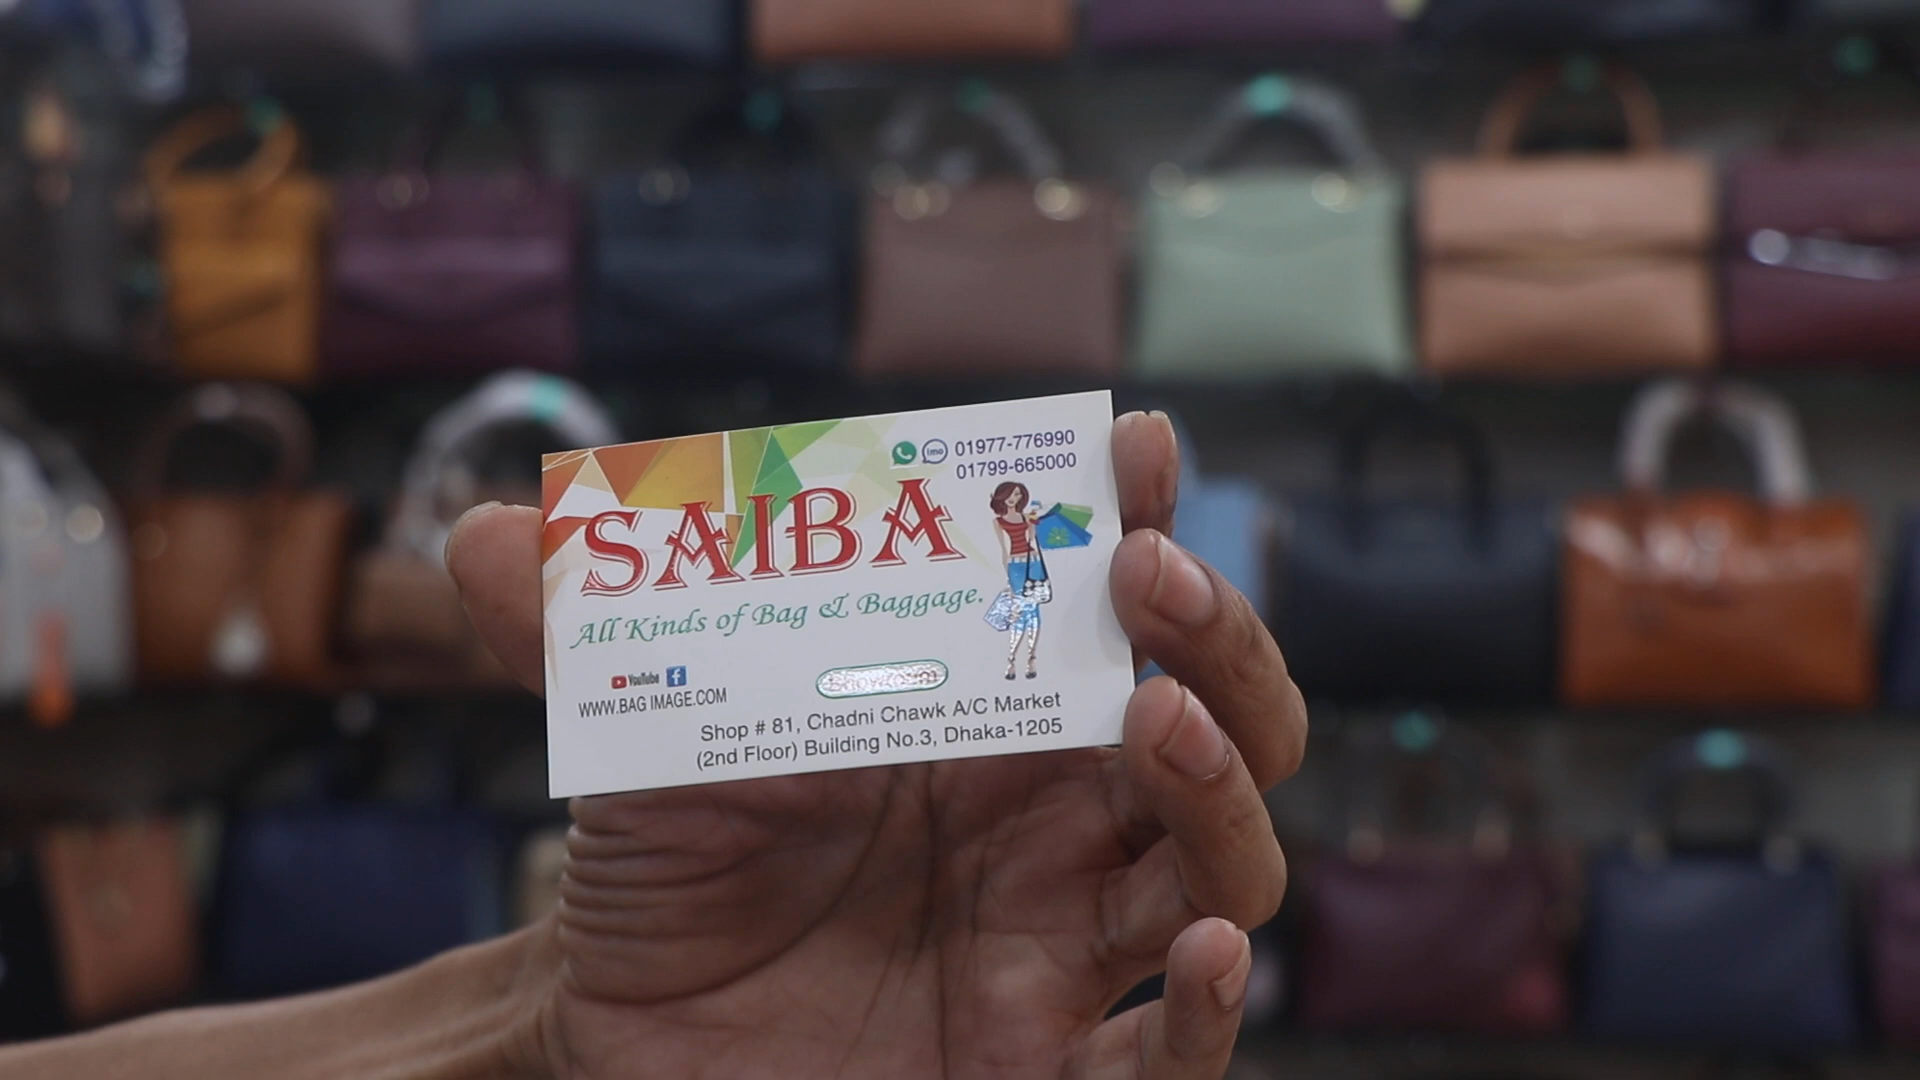 imo 01977-776990
01799-665000
SAIBA
All Kinds of Bag & Baggage.
YouTube f
WWW.BAG IMAGE.COM
Shop # 81, Chadni Chawk A/C Market
(2nd Floor) Building No.3, Dhaka-1205